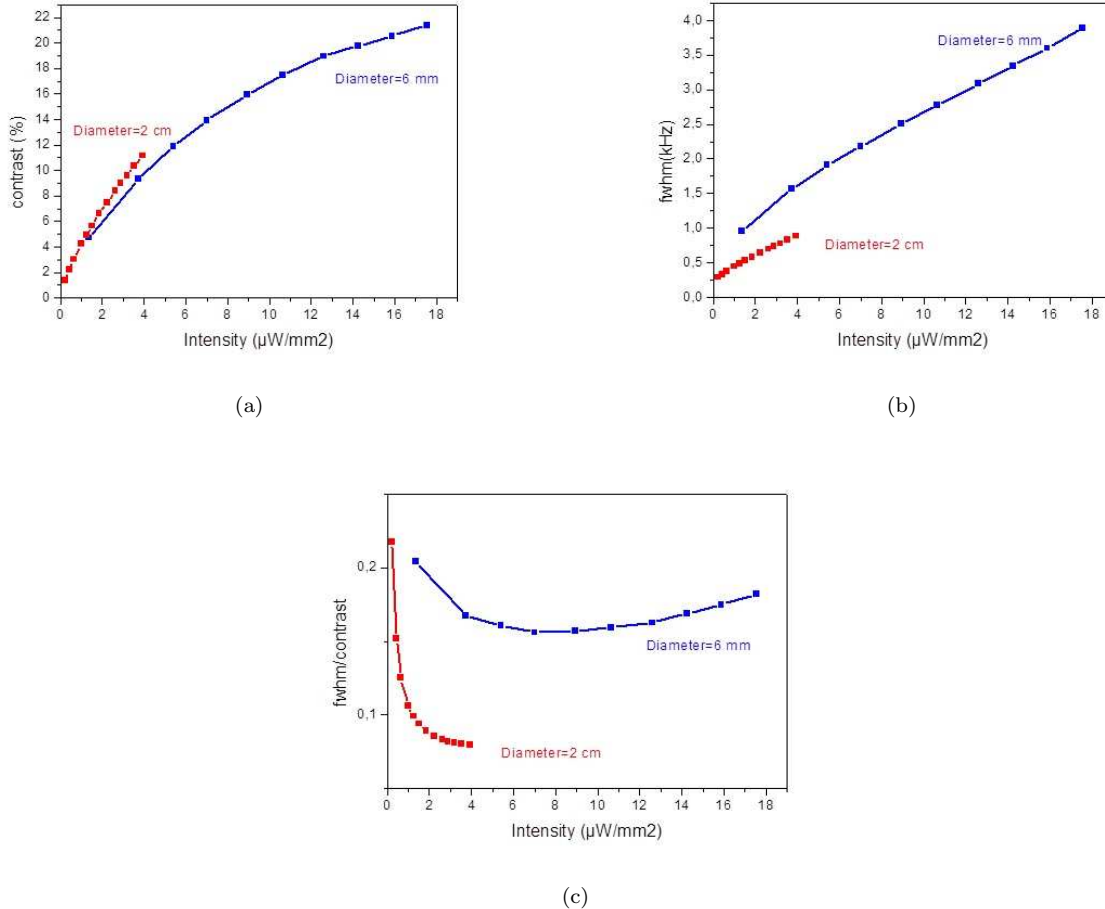 22
20
18
16
14
12
10
8
6
4
2
0
contrast (%)
Diameter=6 mm
Diameter=2 cm
0 2 4 6 8 10 12 14 16 18
Intensity (µW/mm2)
(a)
4,0
3,5
3,0
2,5
2,0
1,5
1,0
0,5
0,0
fwhm(kHz)
Diameter=6 mm
Diameter=2 cm
0 2 4 6 8 10 12 14 16 18
Intensity (µW/mm2)
(b)
0,2
0,1
fwhm/contrast
Diameter=6 mm
Diameter=2 cm
0 2 4 6 8 10 12 14 16 18
Intensity (µW/mm2)
(c)